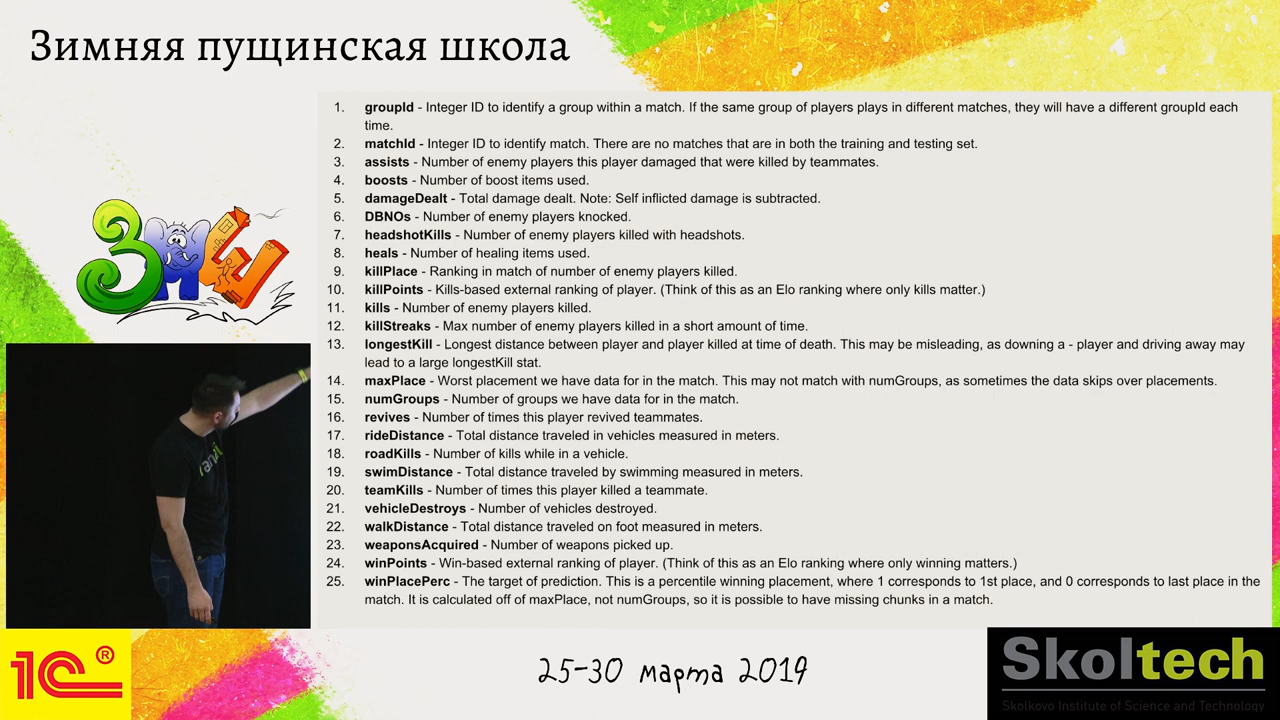 Зимняя пущинская школа
1. groupId - Integer ID to identify a group within a match. If the same group of players plays in different matches, they will have a different groupId each
time.
2. matchId - Integer ID to identify match. There are no matches that are in both the training and testing set.
3. assists - Number of enemy players this player damaged that were killed by teammates.
4. boosts - Number of boost items used.
5. damageDealt - Total damage dealt. Note: Self inflicted damage is subtracted.
6. DBNOs - Number of enemy players knocked.
7. headshotKills - Number of enemy players killed with headshots.
8. heals - Number of healing items used.
9. killPlace - Ranking in match of number of enemy players killed.
10. killPoints - Kills-based external ranking of player. (Think of this as an Elo ranking where only kills matter.)
11. kills - Number of enemy players killed.
12. killStreaks - Max number of enemy players killed in a short amount of time.
13. longestKill - Longest distance between player and player killed at time of death. This may be misleading, as downing a - player and driving away may
lead to a large longestKill stat.
14. maxPlace - Worst placement we have data for in the match. This may not match with numGroups, as sometimes the data skips over placements.
15. numGroups - Number of groups we have data for in the match.
16. revives - Number of times this player revived teammates.
17. rideDistance - Total distance traveled in vehicles measured in meters.
18. roadKills - Number of kills while in a vehicle.
19. swimDistance - Total distance traveled by swimming measured in meters.
20. teamKills - Number of times this player killed a teammate.
21. vehicleDestroys - Number of vehicles destroyed.
22. walkDistance - Total distance traveled on foot measured in meters.
23. weaponsAcquired - Number of weapons picked up.
24. winPoints - Win-based external ranking of player. (Think of this as an Elo ranking where only winning matters.)
25. winPlacePerc - The target of prediction. This is a percentile winning placement, where 1 corresponds to 1st place, and 0 corresponds to last place in the
match. It is calculated off of maxPlace, not numGroups, so it is possible to have missing chunks in a match.
1С®
25-30 марта 2019
Skoltech
Skolkovo Institute of Science and Technology